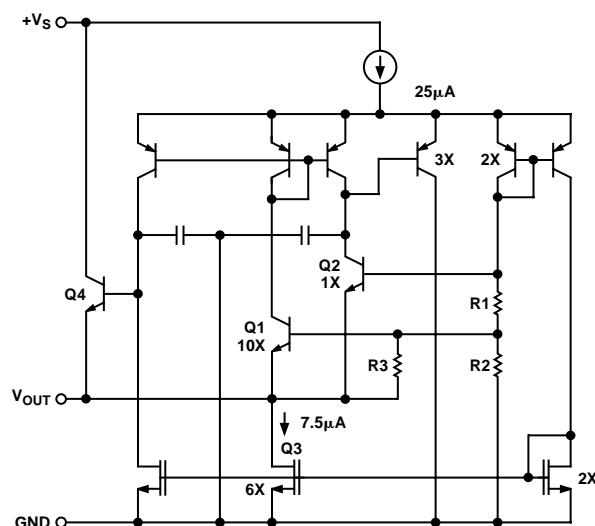 +VS
25μA
3X
2X
Q2
1X
Q4
R1
Q1
10X
R3
R2
VOUT
7.5μA
Q3
6X
2X
GND